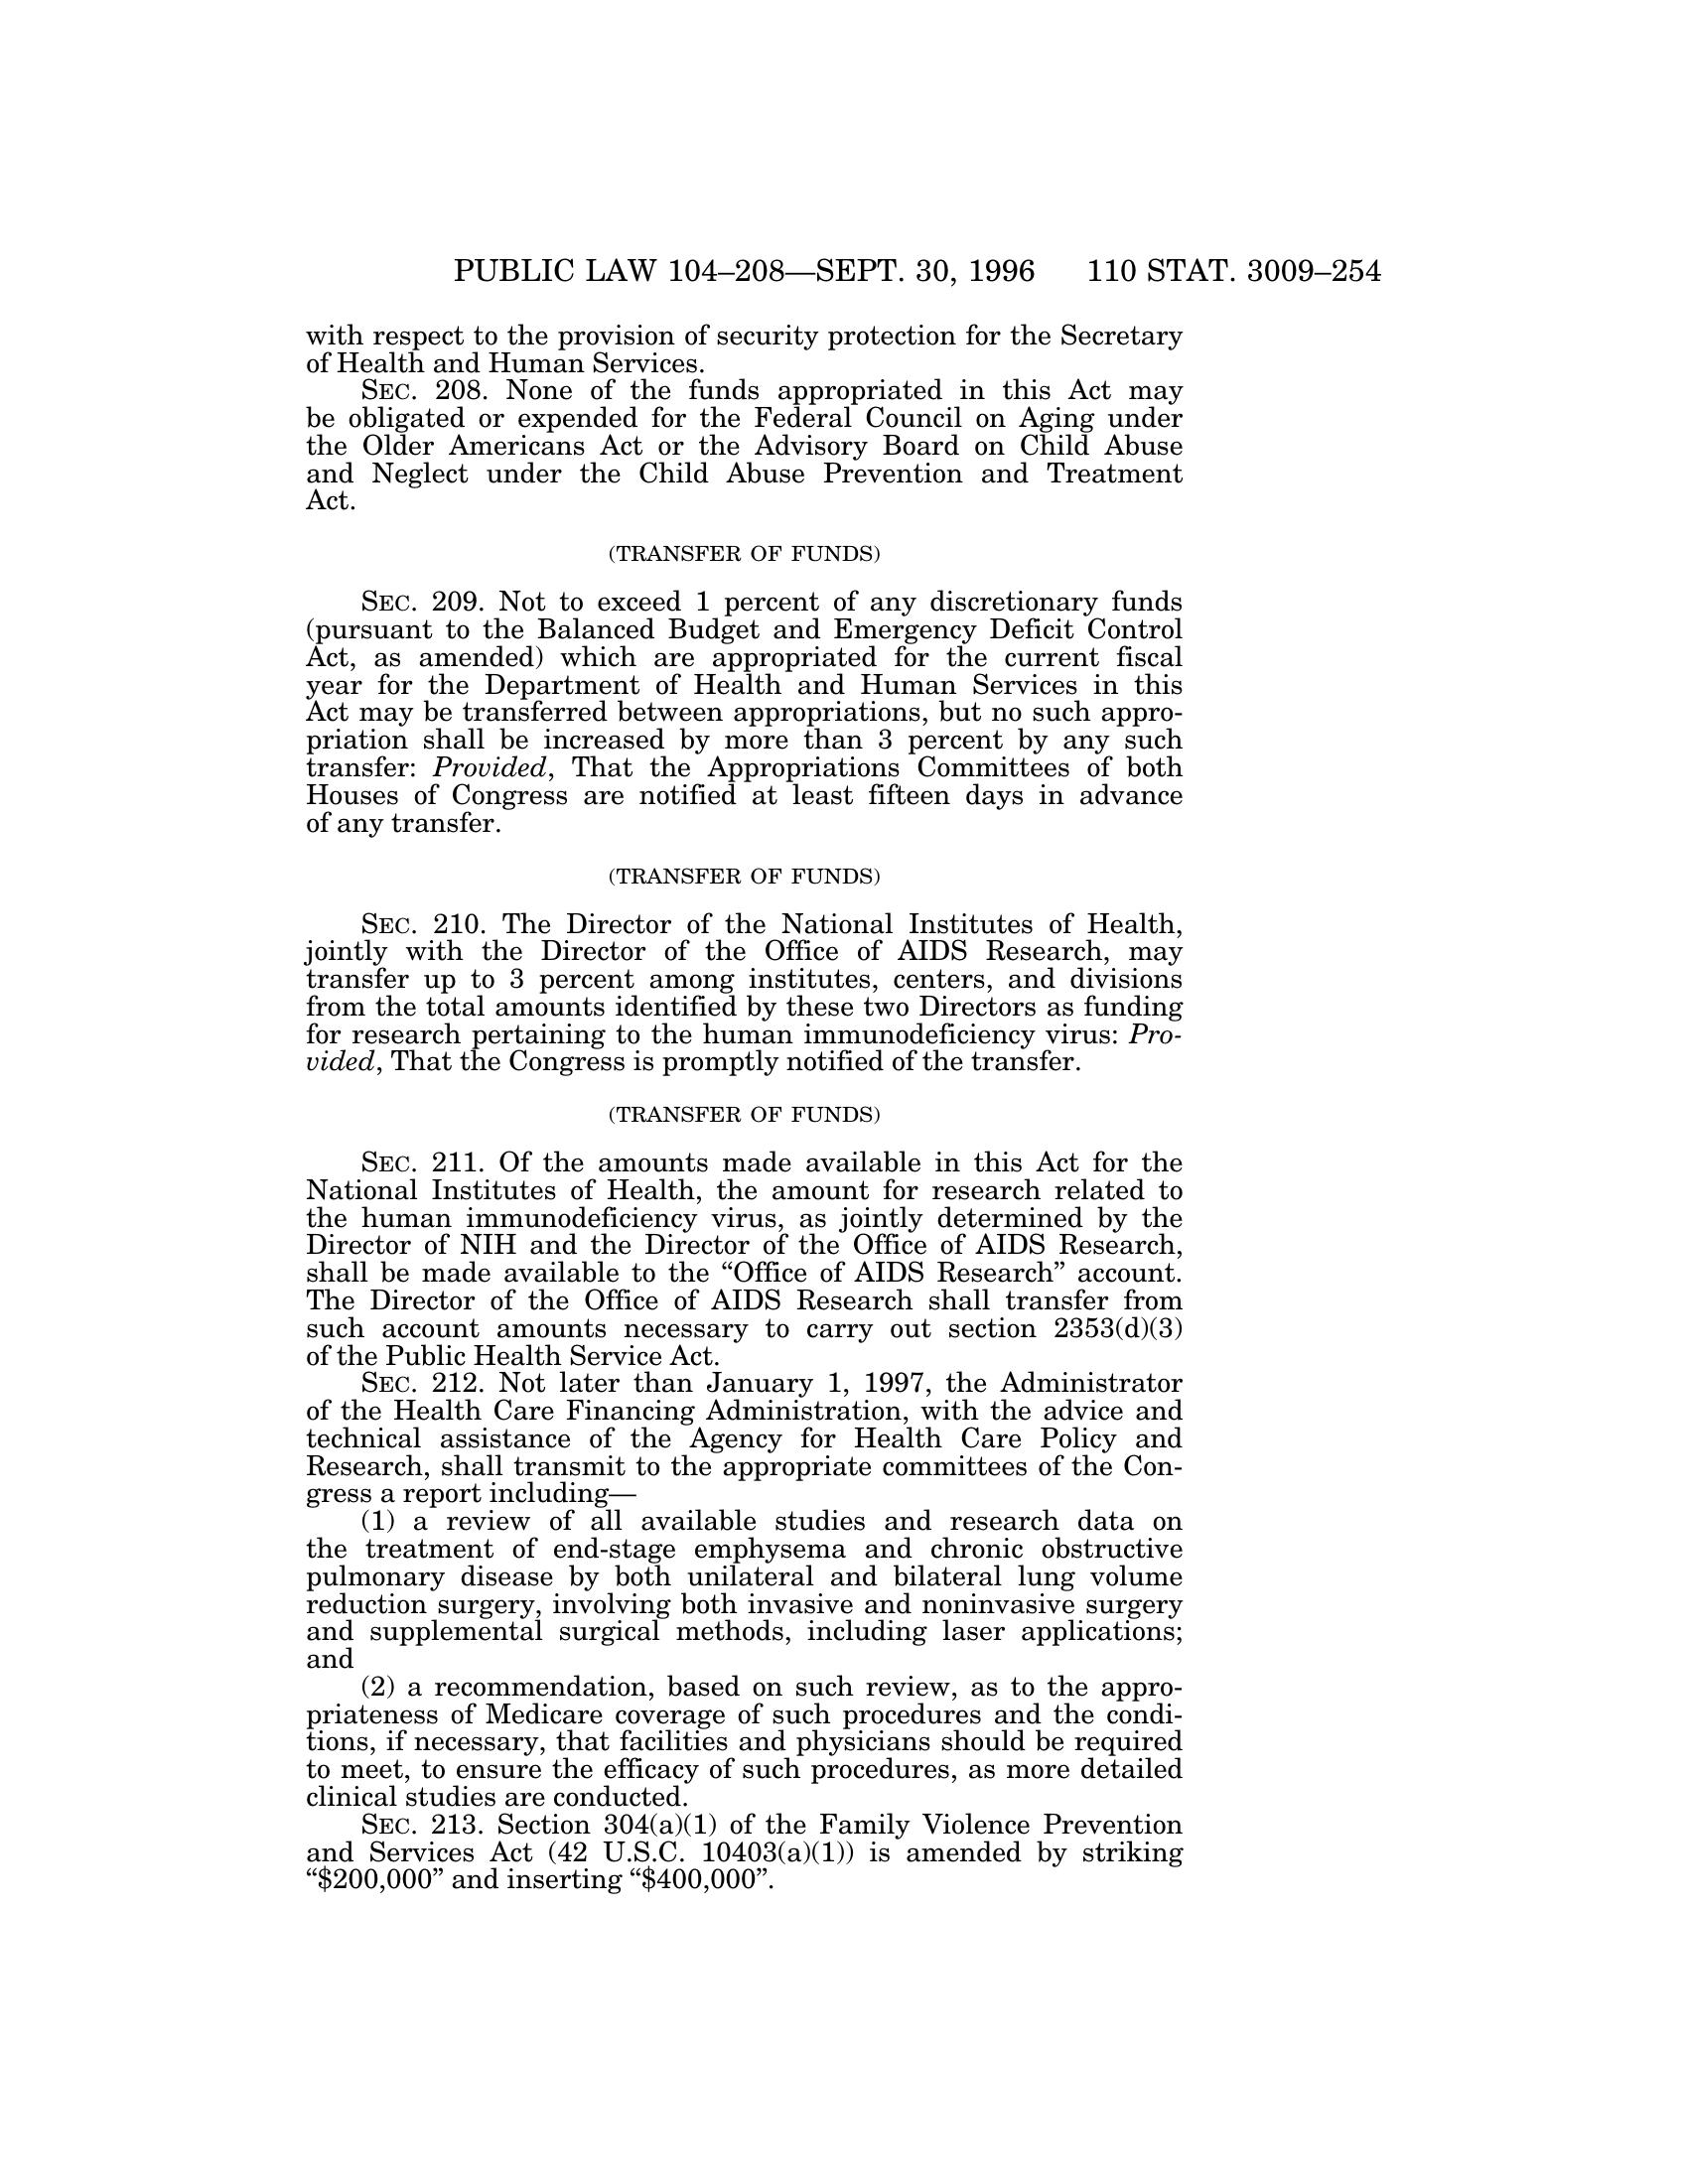 PUBLIC LAW 104–208—SEPT. 30, 1996 110 STAT. 3009–254
with respect to the provision of security protection for the Secretary
of Health and Human Services.
SEC. 208. None of the funds appropriated in this Act may
be obligated or expended for the Federal Council on Aging under
the Older Americans Act or the Advisory Board on Child Abuse
and Neglect under the Child Abuse Prevention and Treatment
Act.
(TRANSFER OF FUNDS)
SEC. 209. Not to exceed 1 percent of any discretionary funds
(pursuant to the Balanced Budget and Emergency Deficit Control
Act, as amended) which are appropriated for the current fiscal
year for the Department of Health and Human Services in this
Act may be transferred between appropriations, but no such appro-
priation shall be increased by more than 3 percent by any such
transfer: Provided, That the Appropriations Committees of both
Houses of Congress are notified at least fifteen days in advance
of any transfer.
(TRANSFER OF FUNDS)
SEC. 210. The Director of the National Institutes of Health,
jointly with the Director of the Office of AIDS Research, may
transfer up to 3 percent among institutes, centers, and divisions
from the total amounts identified by these two Directors as funding
for research pertaining to the human immunodeficiency virus: Pro-
vided, That the Congress is promptly notified of the transfer.
(TRANSFER OF FUNDS)
SEC. 211. Of the amounts made available in this Act for the
National Institutes of Health, the amount for research related to
the human immunodeficiency virus, as jointly determined by the
Director of NIH and the Director of the Office of AIDS Research,
shall be made available to the “Office of AIDS Research” account.
The Director of the Office of AIDS Research shall transfer from
such account amounts necessary to carry out section 2353(d)(3)
of the Public Health Service Act.
SEC. 212. Not later than January 1, 1997, the Administrator
of the Health Care Financing Administration, with the advice and
technical assistance of the Agency for Health Care Policy and
Research, shall transmit to the appropriate committees of the Con-
gress a report including—
(1) a review of all available studies and research data on
the treatment of end-stage emphysema and chronic obstructive
pulmonary disease by both unilateral and bilateral lung volume
reduction surgery, involving both invasive and noninvasive surgery
and supplemental surgical methods, including laser applications;
and
(2) a recommendation, based on such review, as to the appro-
priateness of Medicare coverage of such procedures and the condi-
tions, if necessary, that facilities and physicians should be required
to meet, to ensure the efficacy of such procedures, as more detailed
clinical studies are conducted.
SEC. 213. Section 304(a)(1) of the Family Violence Prevention
and Services Act (42 U.S.C. 10403(a)(1)) is amended by striking
“$200,000” and inserting “$400,000”.